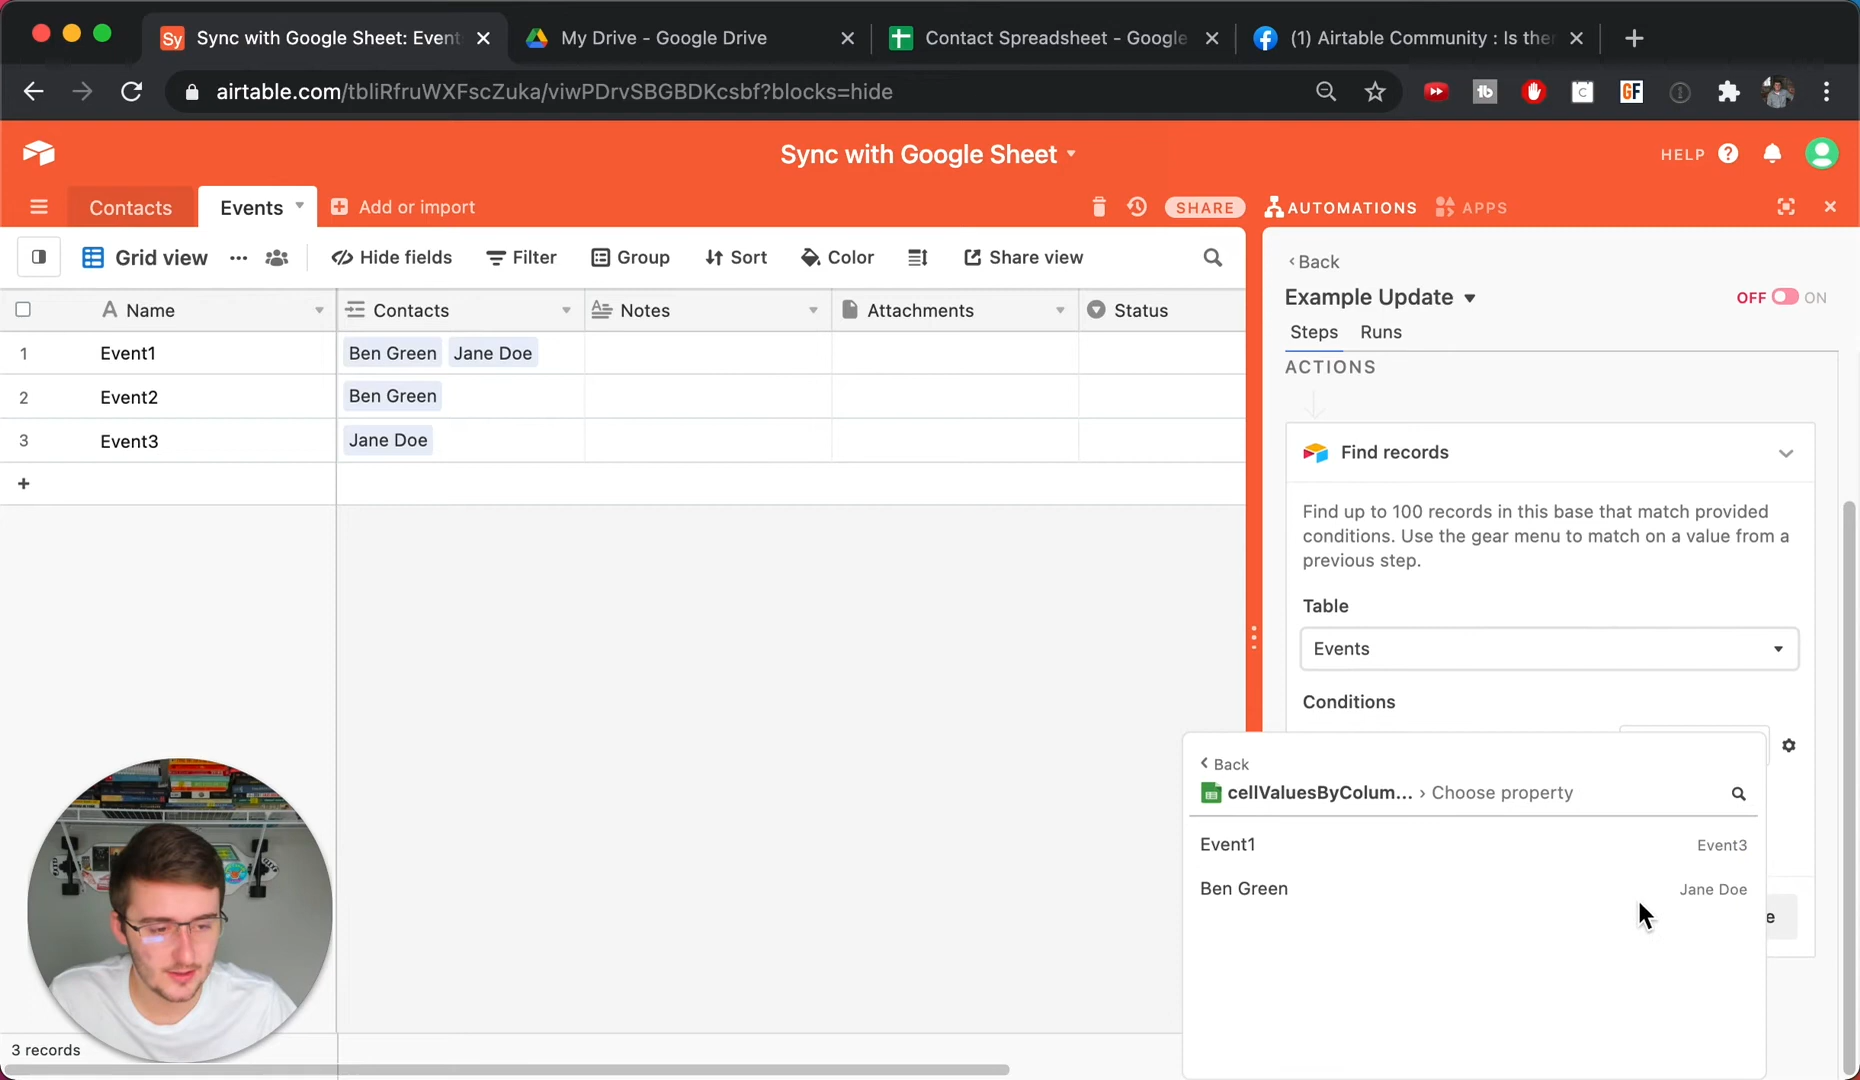 Sy Sync with Google Sheet: Event
My Drive - Google Drive
Contact Spreadsheet - Google
(1) Airtable Community : Is ther
airtable.com/tbliRfruWXFscZuka/viwPDrvSBGBDKcsbf?blocks=hide
tb
C
GF
Sync with Google Sheet
HELP ?
Contacts
Events
Add or import
SHARE
AUTOMATIONS
APPS
Grid view
Hide fields
Filter
Group
Sort
Color
Share view
Name
Contacts
Notes
Attachments
Status
1 Event1 Ben Green Jane Doe
2 Event2 Ben Green
3 Event3 Jane Doe
+
3 records
Back
Example Update
OFF ON
Steps Runs
ACTIONS
Find records
Find up to 100 records in this base that match provided
conditions. Use the gear menu to match on a value from a
previous step.
Table
Events
Conditions
Back
cellValuesByColum... › Choose property
Event1 Event3
Ben Green Jane Doe
e